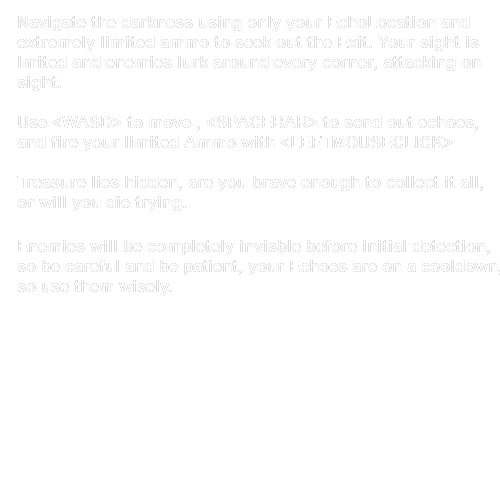 Navigate the darkness using only your EchoLocation and
extremely limited ammo to seek out the Exit. Your sight is
lmited and enemies lurk around every corner, attacking on
sight.
Use <WASD> to move , <SPACEBAR> to send out echoes,
and fire your limited Ammo with <LEFTMOUSECLICK>
Treasure lies hidden, are you brave enough to collect it all,
or will you die trying.
Enemies will be completely invisble before initial detection,
so be careful and be patient, your Echoes are on a cooldown,
so use them wisely.